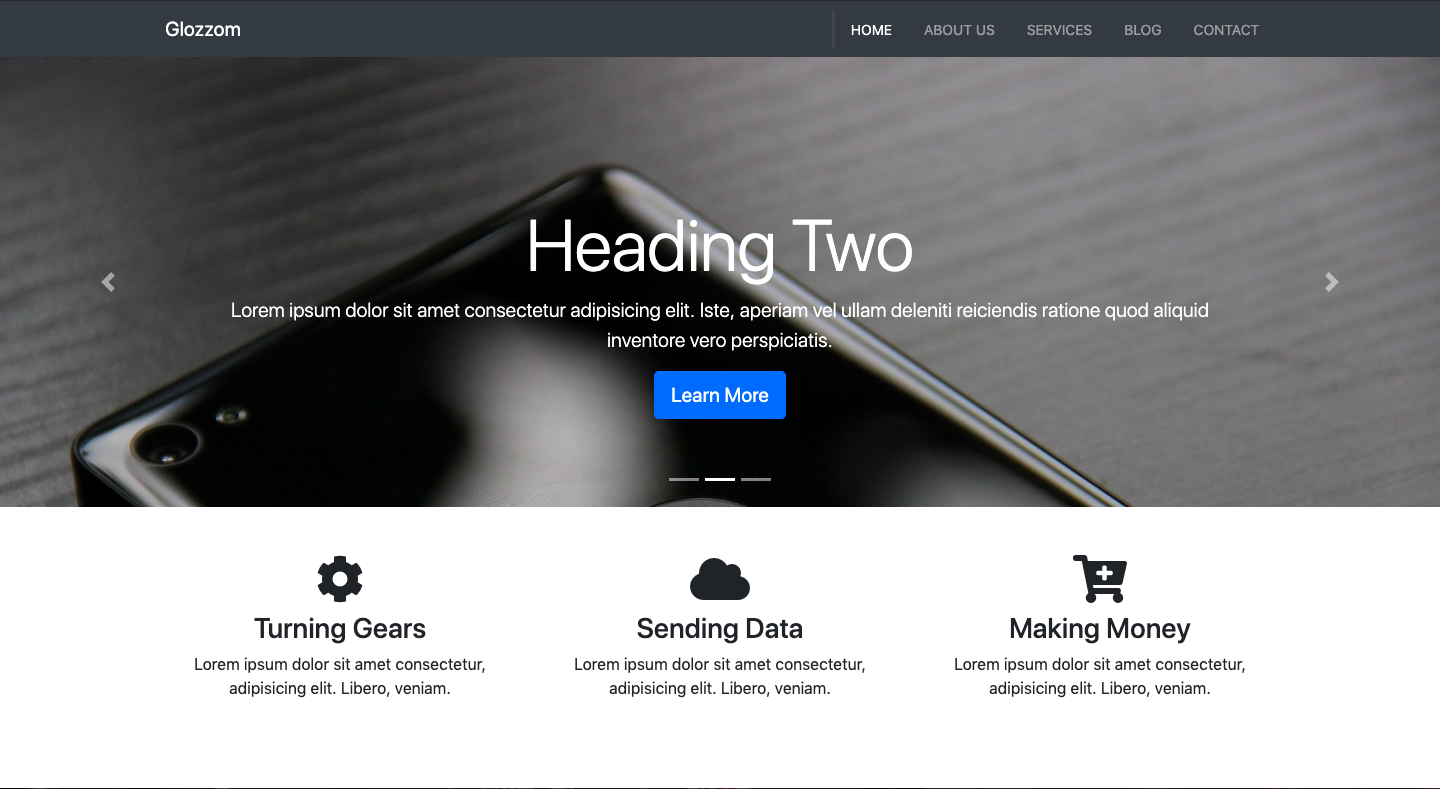 Glozzom
HOME ABOUT US SERVICES BLOG CONTACT
Heading Two
Lorem ipsum dolor sit amet consectetur adipisicing elit. Iste, aperiam vel ullam deleniti reiciendis ratione quod aliquid
inventore vero perspiciatis.
Learn More
Turning Gears
Lorem ipsum dolor sit amet consectetur,
adipisicing elit. Libero, veniam.
Sending Data
Lorem ipsum dolor sit amet consectetur,
adipisicing elit. Libero, veniam.
Making Money
Lorem ipsum dolor sit amet consectetur,
adipisicing elit. Libero, veniam.